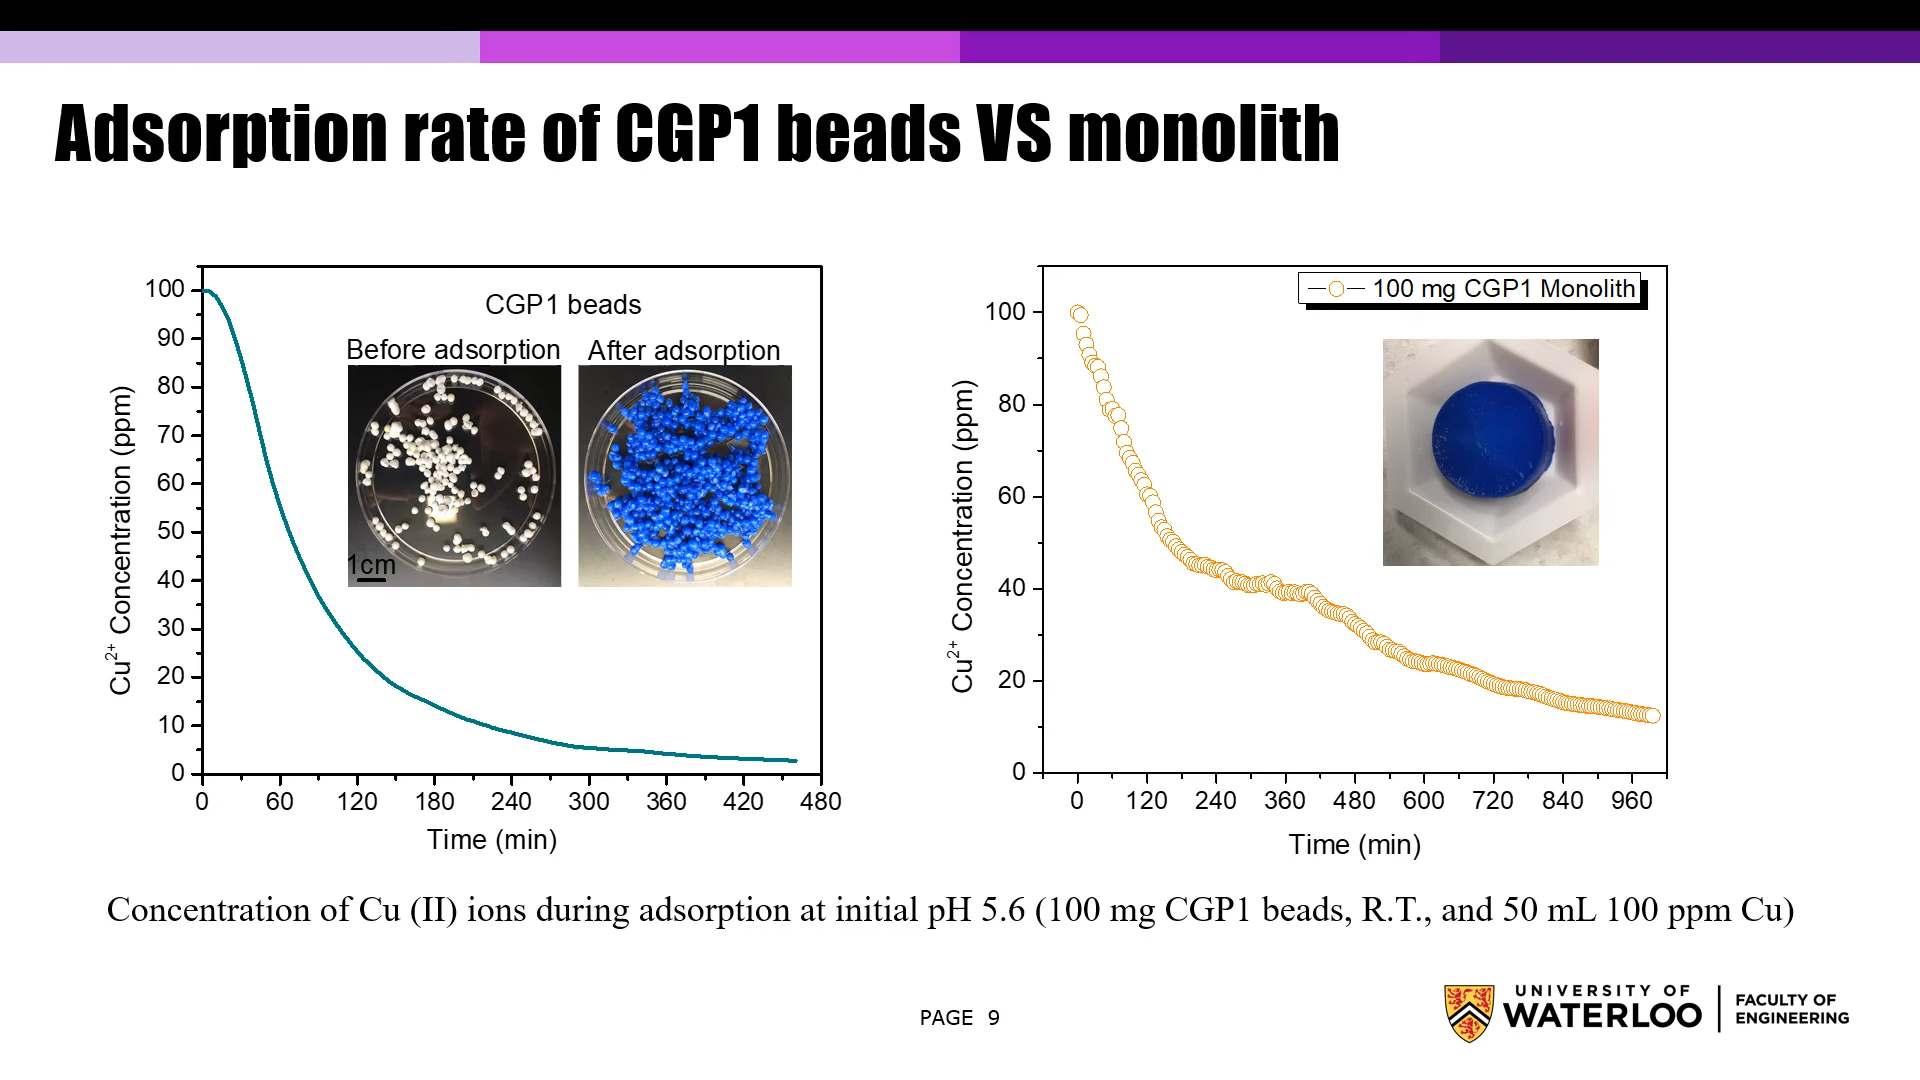 Adsorption rate of CGP1 beads VS monolith
CGP1 beads
Before adsorption
After adsorption
1cm
100
90
80
70
60
50
40
30
20
10
0
Cu²⁺ Concentration (ppm)
0 60 120 180 240 300 360 420 480
Time (min)
100 mg CGP1 Monolith
100
80
60
40
20
0
Cu²⁺ Concentration (ppm)
0 120 240 360 480 600 720 840 960
Time (min)
Concentration of Cu (II) ions during adsorption at initial pH 5.6 (100 mg CGP1 beads, R.T., and 50 mL 100 ppm Cu)
PAGE 9
UNIVERSITY OF
WATERLOO
FACULTY OF
ENGINEERING